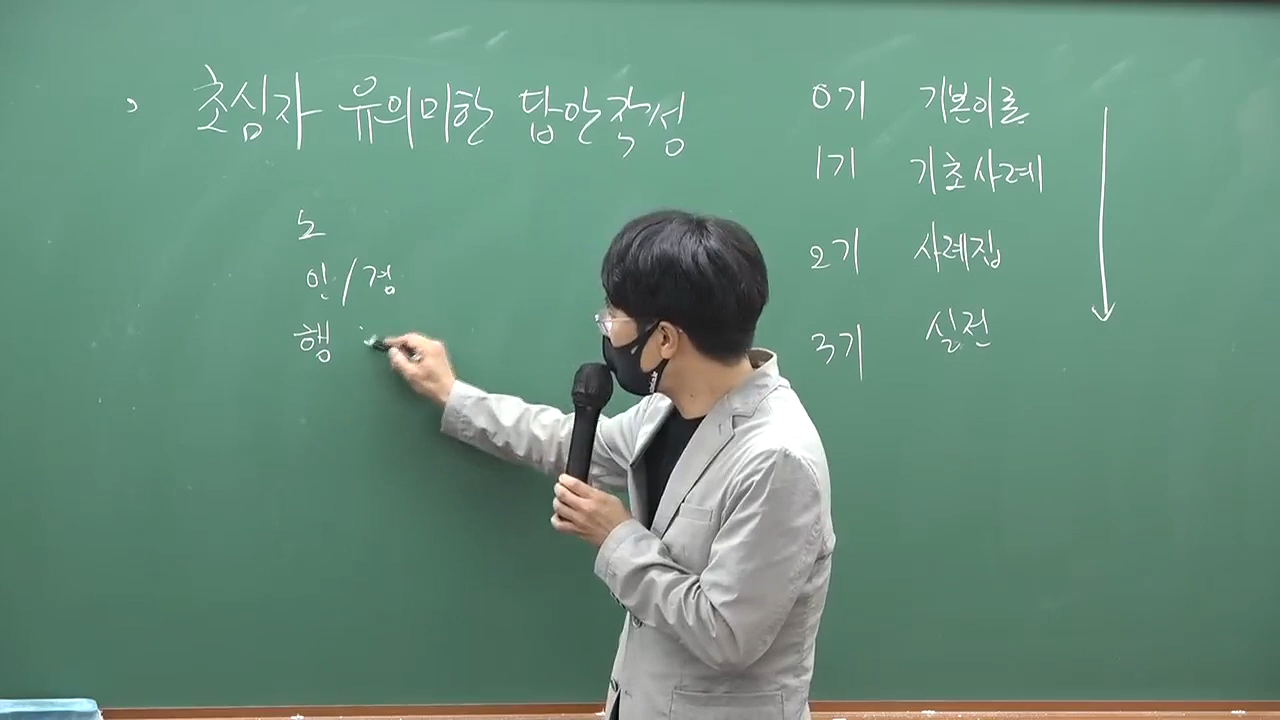 초심자 유의미한 답안작성
노
인/경
행
0기 기본이론
1기 기초사례
2기 사례집
3기 실전